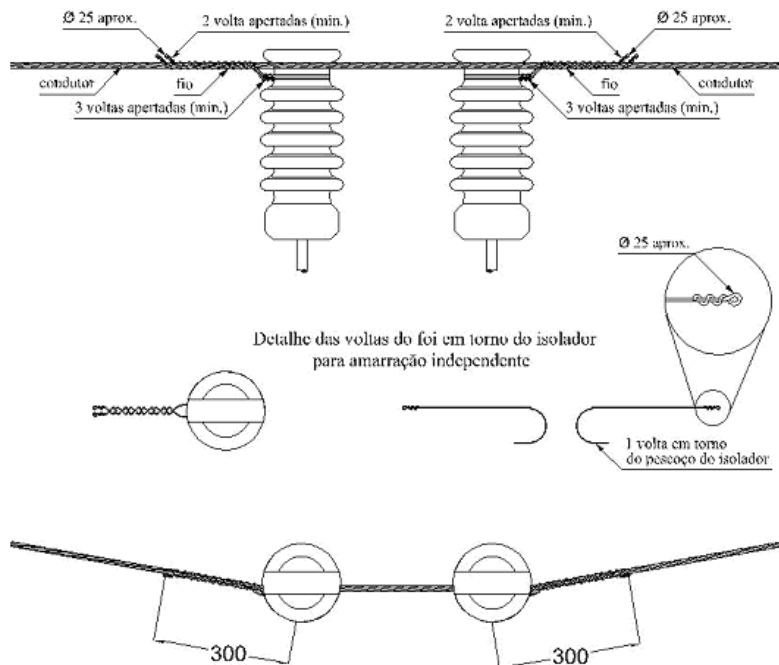 Ø 25 aprox.
2 volta apertadas (min.)
2 volta apertadas (min.)
Ø 25 aprox.
condutor
fio
3 voltas apertadas (min.)
fio
condutor
3 voltas apertadas (min.)
Ø 25 aprox.
Detalhe das voltas do foi em torno do isolador
para amarração independente
1 volta em torno
do pescoço do isolador
300
300